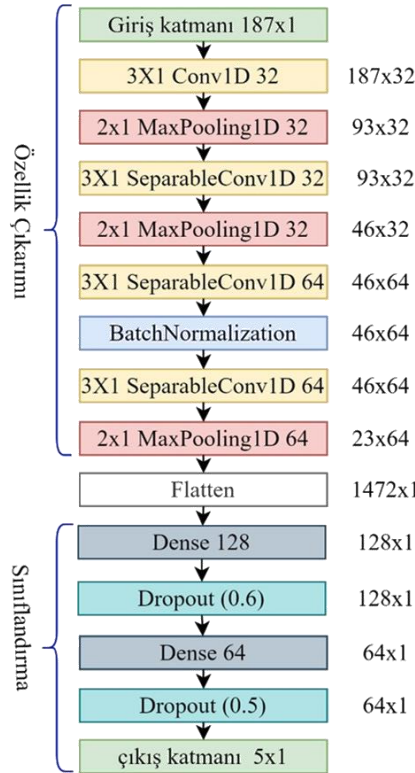 Giriş katmanı 187x1
3X1 Conv1D 32 187x32
2x1 MaxPooling1D 32 93x32
3X1 SeparableConv1D 32 93x32
2x1 MaxPooling1D 32 46x32
3X1 SeparableConv1D 64 46x64
BatchNormalization 46x64
3X1 SeparableConv1D 64 46x64
2x1 MaxPooling1D 64 23x64
Özellik Çıkarımı
Flatten 1472x1
Dense 128 128x1
Dropout (0.6) 128x1
Dense 64 64x1
Dropout (0.5) 64x1
çıkış katmanı 5x1
Sınıflandırma